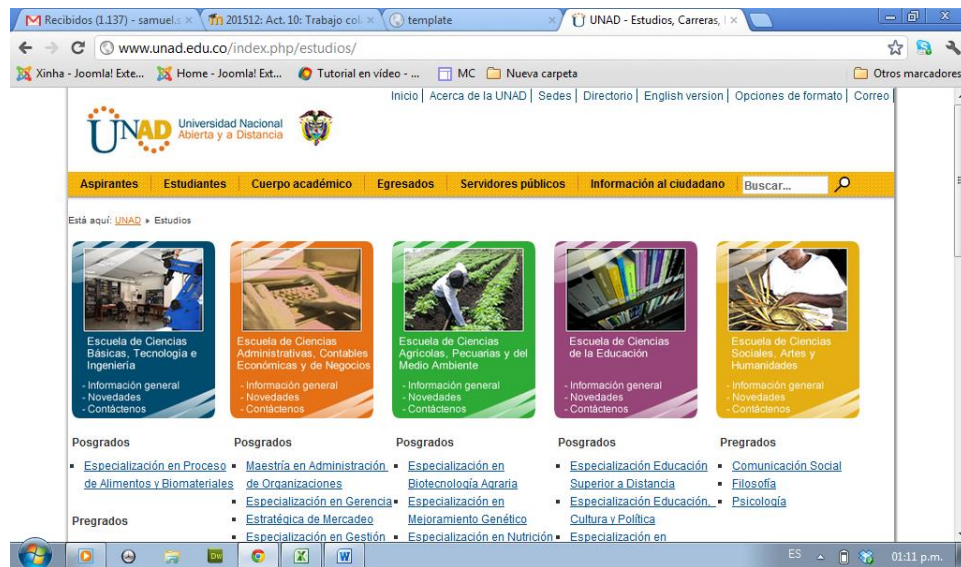 Recibidos (1.137) - samuel.s
201512: Act. 10: Trabajo col
template
UNAD - Estudios, Carreras,
www.unad.edu.co/index.php/estudios/
Xinha - Joomla! Exte...
Home - Joomla! Ext...
Tutorial en vídeo - ...
MC
Nueva carpeta
Otros marcadores
Inicio | Acerca de la UNAD | Sedes | Directorio | English version | Opciones de formato | Correo |
UNAD
Universidad Nacional
Abierta y a Distancia
Aspirantes
Estudiantes
Cuerpo académico
Egresados
Servidores públicos
Información al ciudadano
Buscar...
Está aquí: UNAD ▸ Estudios
Escuela de Ciencias
Básicas, Tecnología e
Ingeniería
- Información general
- Novedades
- Contáctenos
Escuela de Ciencias
Administrativas, Contables
Económicas y de Negocios
- Información general
- Novedades
- Contáctenos
Escuela de Ciencias
Agrícolas, Pecuarias y del
Medio Ambiente
- Información general
- Novedades
- Contáctenos
Escuela de Ciencias
de la Educación
- Información general
- Novedades
- Contáctenos
Escuela de Ciencias
Sociales, Artes y
Humanidades
- Información general
- Novedades
- Contáctenos
Posgrados
Especialización en Proceso
de Alimentos y Biomateriales
Pregrados
Posgrados
Maestría en Administración
de Organizaciones
Especialización en Gerencia
Estratégica de Mercadeo
Especialización en Gestión
Posgrados
Especialización en
Biotecnología Agraria
Especialización en
Mejoramiento Genético
Especialización en Nutrición
Posgrados
Especialización Educación
Superior a Distancia
Especialización Educación,
Cultura y Política
Especialización en
Pregrados
Comunicación Social
Filosofía
Psicología
Dw
ES
01:11 p.m.